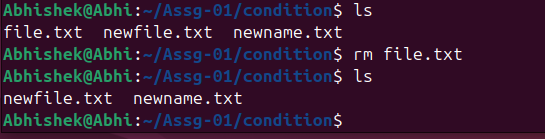 Abhishek@Abhi:~/Assg-01/condition$ ls
file.txt  newfile.txt  newname.txt
Abhishek@Abhi:~/Assg-01/condition$ rm file.txt
Abhishek@Abhi:~/Assg-01/condition$ ls
newfile.txt  newname.txt
Abhishek@Abhi:~/Assg-01/condition$